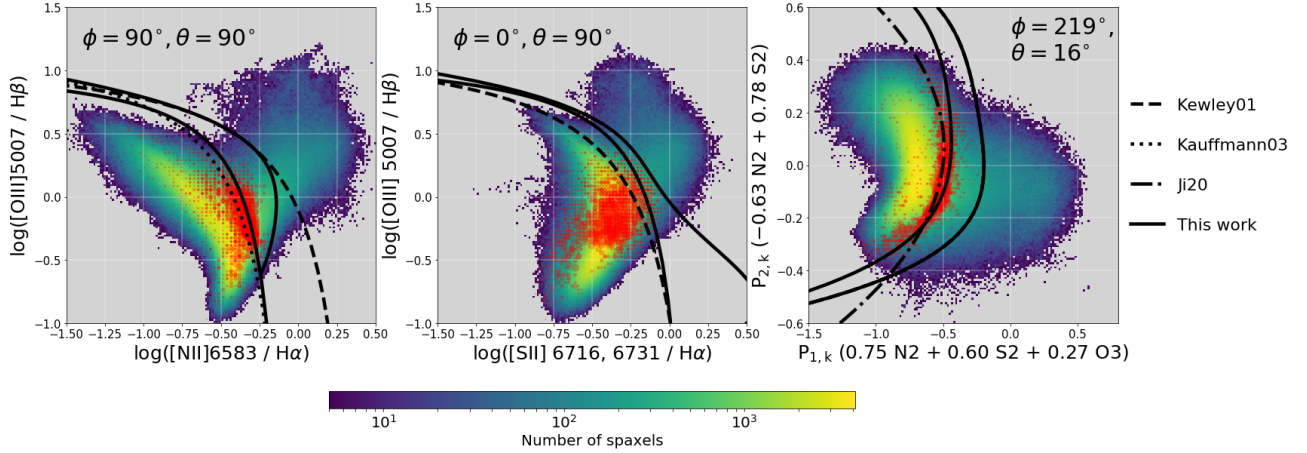 ϕ = 90°, θ = 90°
1.5
1.0
0.5
0.0
−0.5
−1.0
log([OIII]5007 / Hβ)
−1.50 −1.25 −1.00 −0.75 −0.50 −0.25 0.00 0.25 0.50
log([NII]6583 / Hα)
ϕ = 0°, θ = 90°
1.5
1.0
0.5
0.0
−0.5
−1.0
log([OIII] 5007 / Hβ)
−1.50 −1.25 −1.00 −0.75 −0.50 −0.25 0.00 0.25 0.50
log([SII] 6716, 6731 / Hα)
ϕ = 219°,
θ = 16°
0.6
0.4
0.2
0.0
−0.2
−0.4
−0.6
P2,k (−0.63 N2 + 0.78 S2)
−1.5 −1.0 −0.5 0.0 0.5
P1,k (0.75 N2 + 0.60 S2 + 0.27 O3)
Kewley01
Kauffmann03
Ji20
This work
10¹ 10² 10³
Number of spaxels